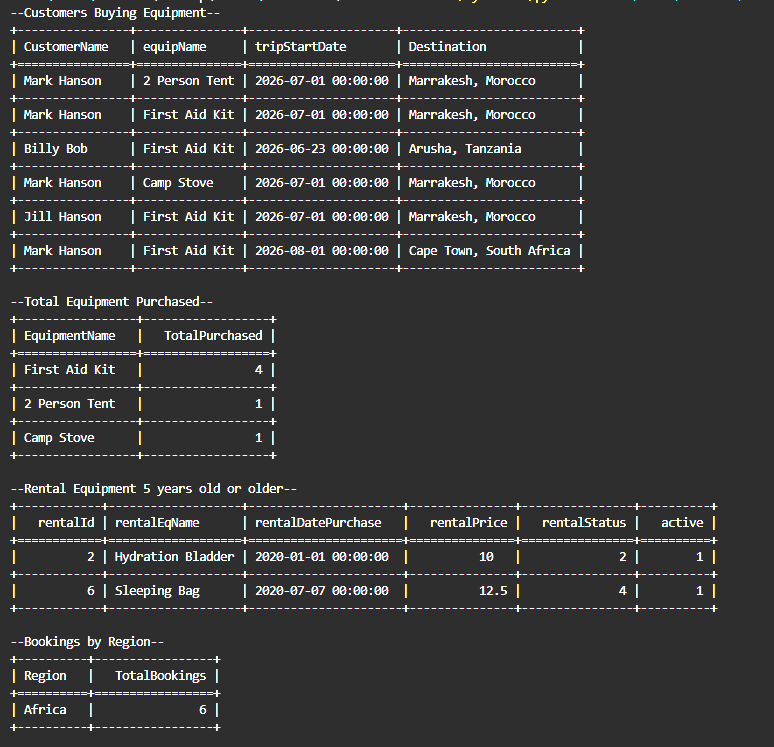 --Customers Buying Equipment--
+----------------+---------------+---------------------+-------------------------+
| CustomerName   | equipName     | tripStartDate       | Destination             |
+================+===============+=====================+=========================+
| Mark Hanson    | 2 Person Tent | 2026-07-01 00:00:00 | Marrakesh, Morocco      |
+----------------+---------------+---------------------+-------------------------+
| Mark Hanson    | First Aid Kit | 2026-07-01 00:00:00 | Marrakesh, Morocco      |
+----------------+---------------+---------------------+-------------------------+
| Billy Bob      | First Aid Kit | 2026-06-23 00:00:00 | Arusha, Tanzania        |
+----------------+---------------+---------------------+-------------------------+
| Mark Hanson    | Camp Stove    | 2026-07-01 00:00:00 | Marrakesh, Morocco      |
+----------------+---------------+---------------------+-------------------------+
| Jill Hanson    | First Aid Kit | 2026-07-01 00:00:00 | Marrakesh, Morocco      |
+----------------+---------------+---------------------+-------------------------+
| Mark Hanson    | First Aid Kit | 2026-08-01 00:00:00 | Cape Town, South Africa |
+----------------+---------------+---------------------+-------------------------+

--Total Equipment Purchased--
+-----------------+------------------+
| EquipmentName   |   TotalPurchased |
+=================+==================+
| First Aid Kit   |                4 |
+-----------------+------------------+
| 2 Person Tent   |                1 |
+-----------------+------------------+
| Camp Stove      |                1 |
+-----------------+------------------+

--Rental Equipment 5 years old or older--
+------------+-------------------+----------------------+---------------+----------------+----------+
|   rentalId | rentalEqName      | rentalDatePurchase   |   rentalPrice |   rentalStatus |   active |
+============+===================+======================+===============+================+==========+
|          2 | Hydration Bladder | 2020-01-01 00:00:00  |          10   |              2 |        1 |
+------------+-------------------+----------------------+---------------+----------------+----------+
|          6 | Sleeping Bag      | 2020-07-07 00:00:00  |          12.5 |              4 |        1 |
+------------+-------------------+----------------------+---------------+----------------+----------+

--Bookings by Region--
+----------+-----------------+
| Region   |   TotalBookings |
+==========+=================+
| Africa   |               6 |
+----------+-----------------+